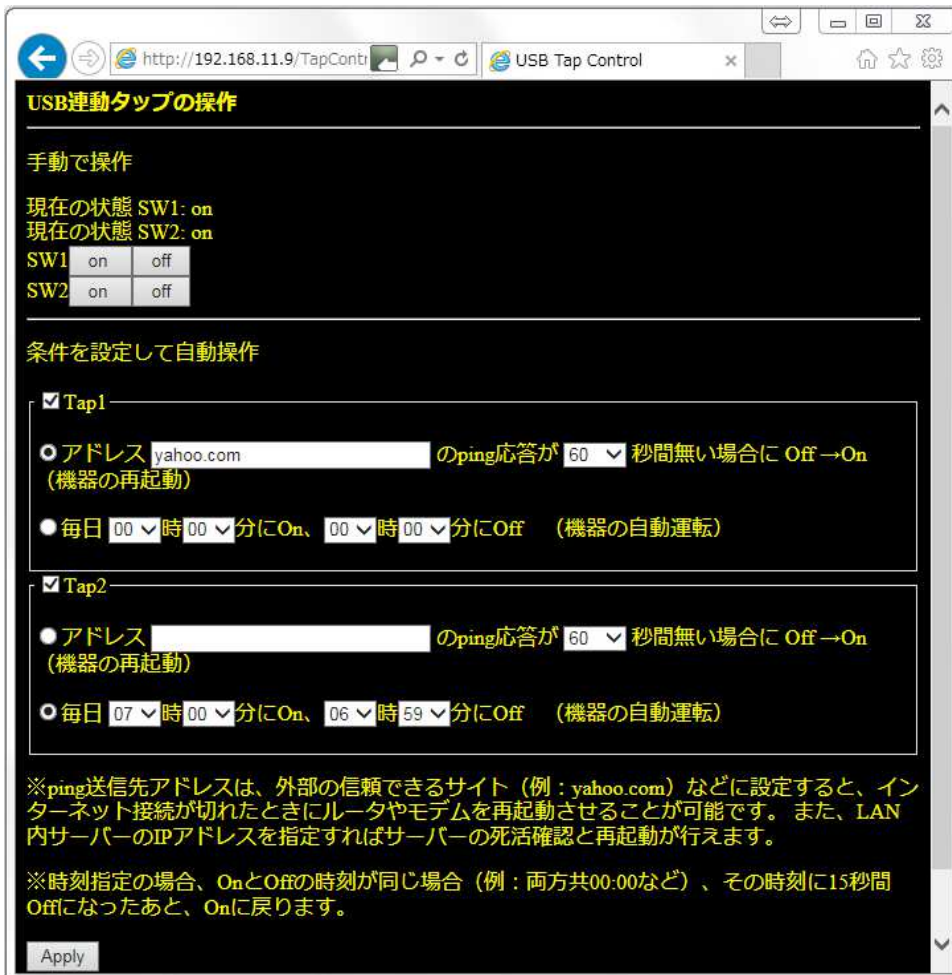 http://192.168.11.9/TapContr
USB Tap Control
USB連動タップの操作
手動で操作
現在の状態 SW1: on
現在の状態 SW2: on
SW1 on off
SW2 on off
条件を設定して自動操作
Tap1
アドレス yahoo.com のping応答が 60 秒間無い場合に Off→On
（機器の再起動）
毎日 00 時 00 分にOn、 00 時 00 分にOff （機器の自動運転）
Tap2
アドレス のping応答が 60 秒間無い場合に Off→On
（機器の再起動）
毎日 07 時 00 分にOn、 06 時 59 分にOff （機器の自動運転）
※ping送信先アドレスは、外部の信頼できるサイト（例：yahoo.com）などに設定すると、イン
ターネット接続が切れたときにルータやモデムを再起動させることが可能です。 また、LAN
内サーバーのIPアドレスを指定すればサーバーの死活確認と再起動が行えます。
※時刻指定の場合、OnとOffの時刻が同じ場合（例：両方共00:00など）、その時刻に15秒間
Offになったあと、Onに戻ります。
Apply